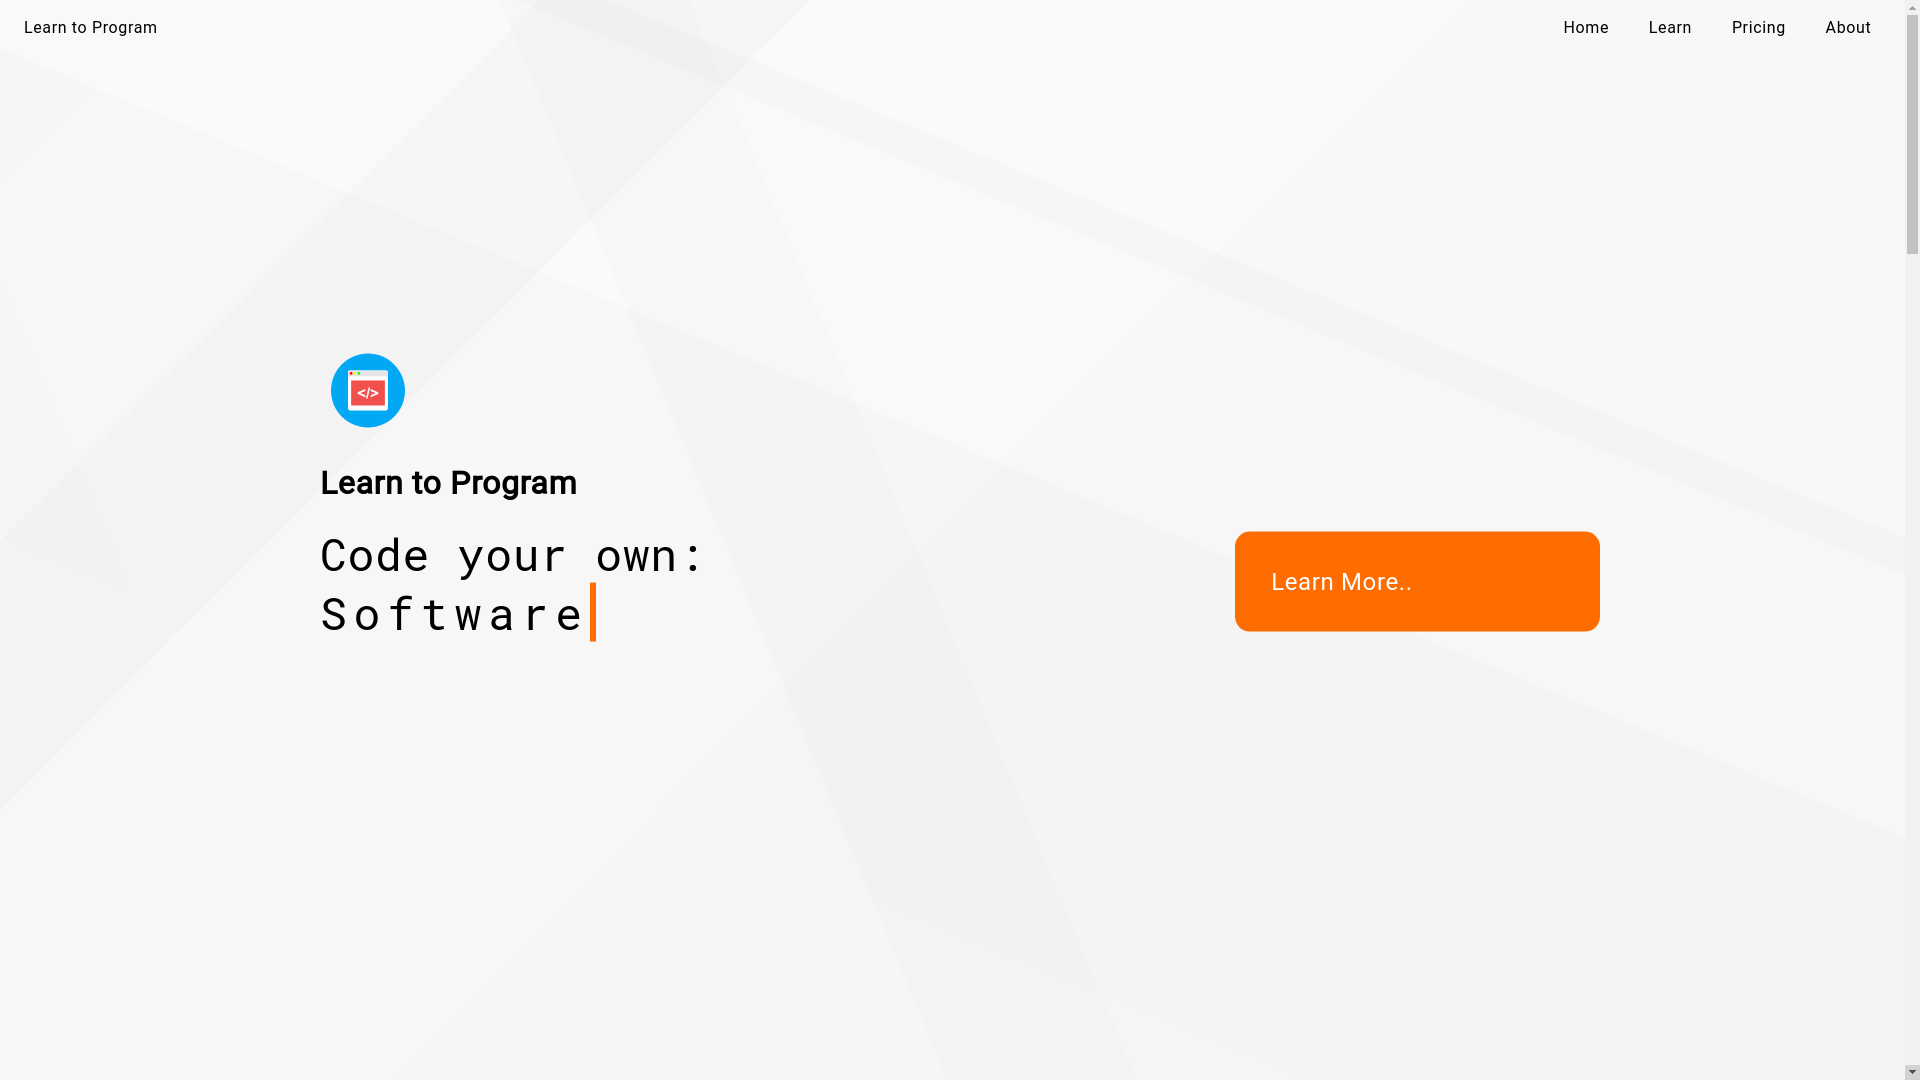 Learn to Program
Home
Learn
Pricing
About
</>
Learn to Program
Code your own:
Software
Learn More..